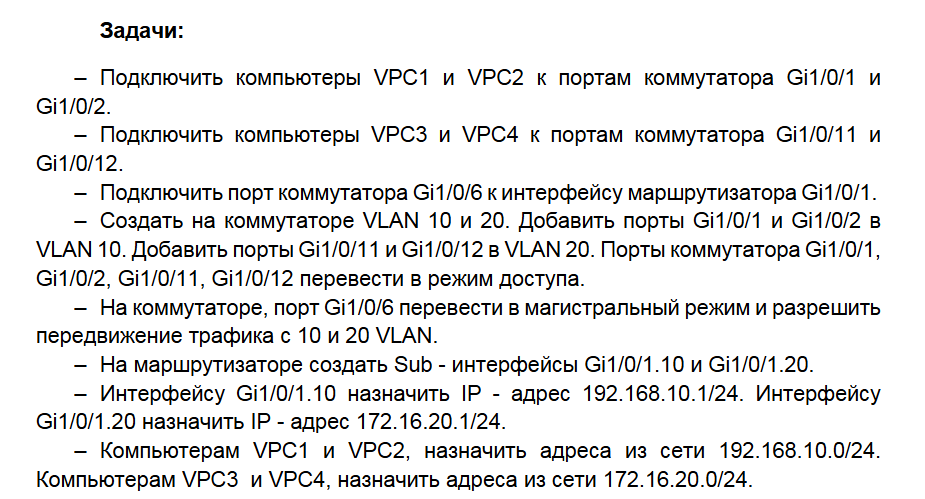 Задачи:
– Подключить компьютеры VPC1 и VPC2 к портам коммутатора Gi1/0/1 и
Gi1/0/2.
– Подключить компьютеры VPC3 и VPC4 к портам коммутатора Gi1/0/11 и
Gi1/0/12.
– Подключить порт коммутатора Gi1/0/6 к интерфейсу маршрутизатора Gi1/0/1.
– Создать на коммутаторе VLAN 10 и 20. Добавить порты Gi1/0/1 и Gi1/0/2 в
VLAN 10. Добавить порты Gi1/0/11 и Gi1/0/12 в VLAN 20. Порты коммутатора Gi1/0/1,
Gi1/0/2, Gi1/0/11, Gi1/0/12 перевести в режим доступа.
– На коммутаторе, порт Gi1/0/6 перевести в магистральный режим и разрешить
передвижение трафика с 10 и 20 VLAN.
– На маршрутизаторе создать Sub - интерфейсы Gi1/0/1.10 и Gi1/0/1.20.
– Интерфейсу Gi1/0/1.10 назначить IP - адрес 192.168.10.1/24. Интерфейсу
Gi1/0/1.20 назначить IP - адрес 172.16.20.1/24.
– Компьютерам VPC1 и VPC2, назначить адреса из сети 192.168.10.0/24.
Компьютерам VPC3 и VPC4, назначить адреса из сети 172.16.20.0/24.